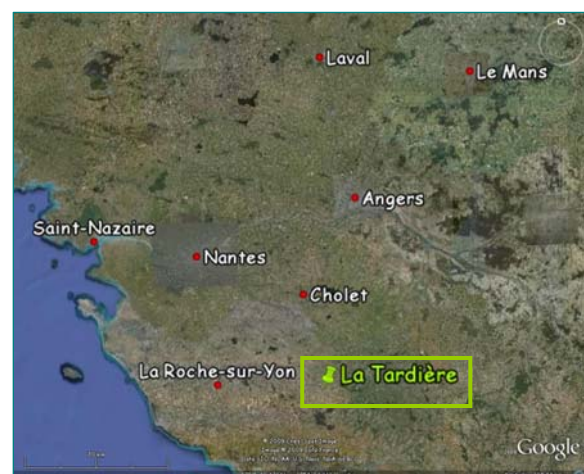 Laval
Le Mans
Angers
Saint-Nazaire
Nantes
Cholet
La Roche-sur-Yon
La Tardière
Google